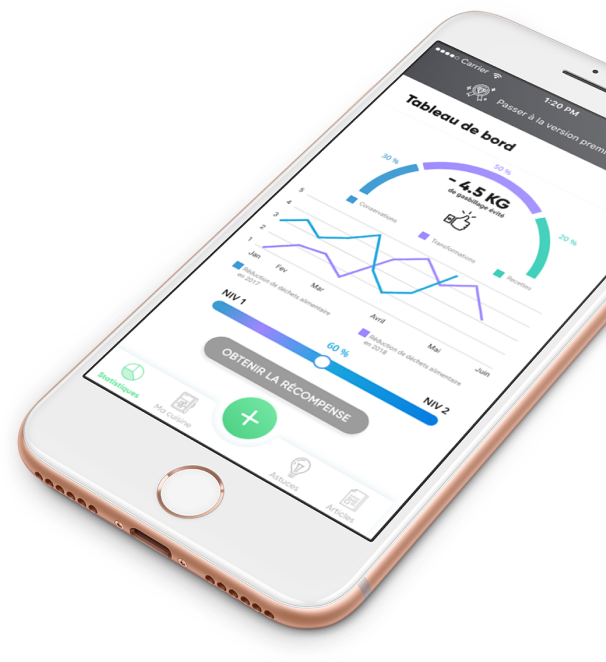 Carrier
1:20 PM
Passer à la version premi
Tableau de bord
30 %
50 %
20 %
- 4.5 KG
de gasbillage évité
Conservations
Transformations
Recettes
5
4
3
2
1
Jan
Fev
Mar
Avril
Mai
Juin
Réduction de déchets alimentaire
en 2017
Réduction de déchets alimentaire
en 2018
NIV 1
60 %
NIV 2
OBTENIR LA RÉCOMPENSE
Statistiques
Ma cuisine
+
Astuces
Articles